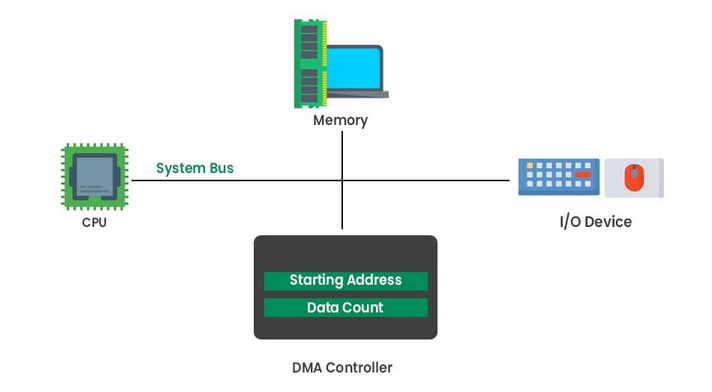 Memory
System Bus
CPU
I/O Device
Starting Address
Data Count
DMA Controller